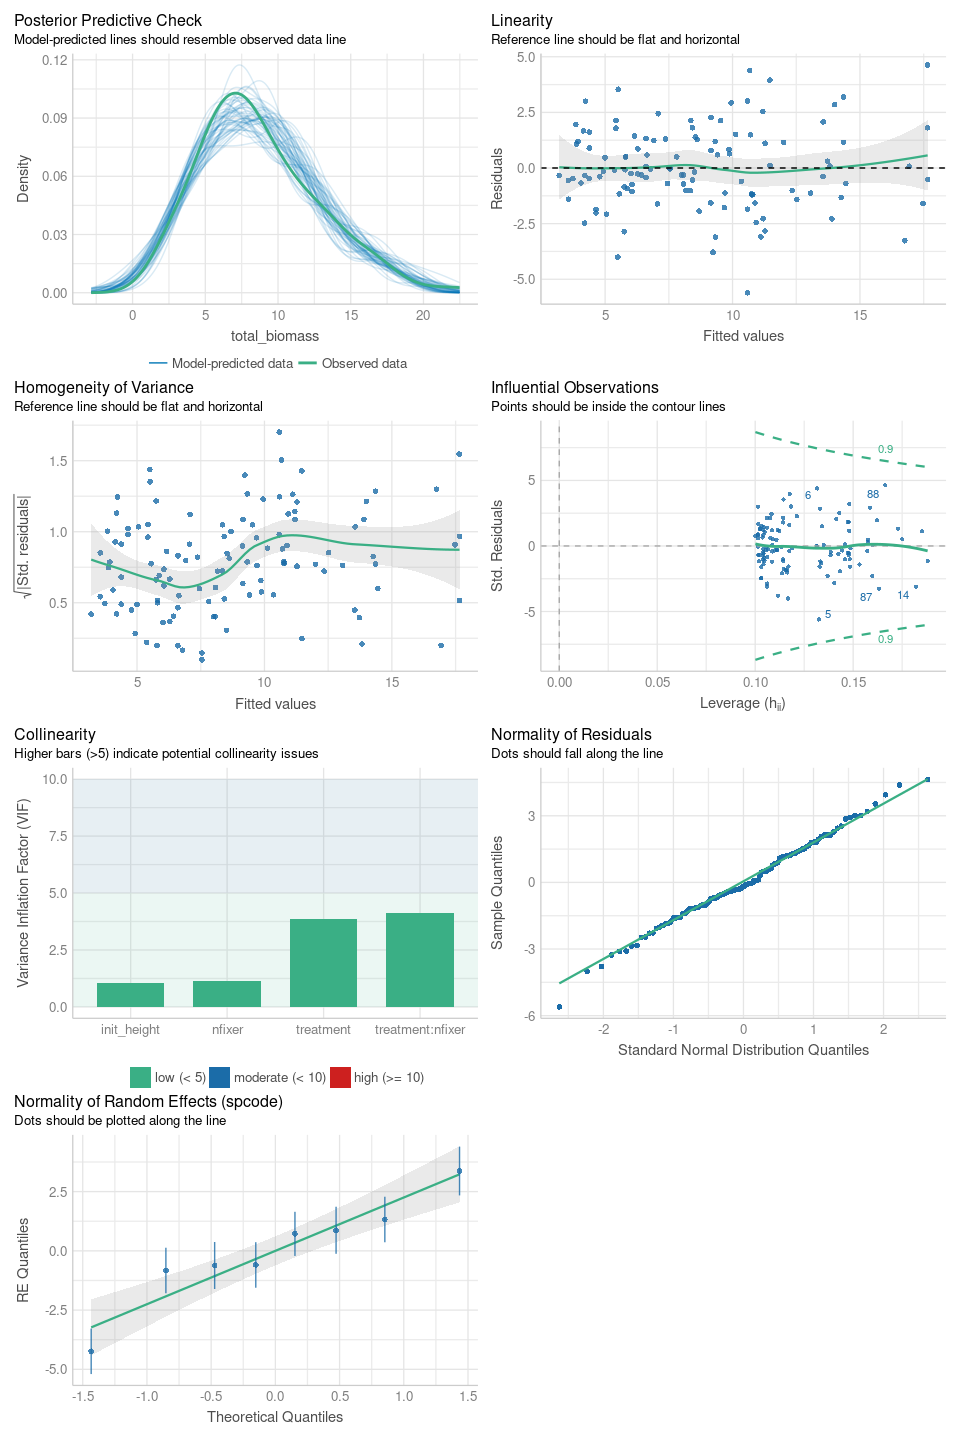 Posterior Predictive Check
Model-predicted lines should resemble observed data line
0.12
0.09
0.06
0.03
0.00
Density
0
5
10
15
20
total_biomass
Model-predicted data
Observed data
Linearity
Reference line should be flat and horizontal
5.0
2.5
0.0
-2.5
-5.0
Residuals
5
10
15
Fitted values
Homogeneity of Variance
Reference line should be flat and horizontal
1.5
1.0
0.5
√|Std. residuals|
5
10
15
Fitted values
Influential Observations
Points should be inside the contour lines
0.9
6
88
5
0
-5
Std. Residuals
87
14
5
0.9
0.00
0.05
0.10
0.15
Leverage (hii)
Collinearity
Higher bars (>5) indicate potential collinearity issues
10.0
7.5
5.0
2.5
0.0
Variance Inflation Factor (VIF)
init_height
nfixer
treatment
treatment:nfixer
low (< 5)
moderate (< 10)
high (>= 10)
Normality of Residuals
Dots should fall along the line
3
0
-3
-6
Sample Quantiles
-2
-1
0
1
2
Standard Normal Distribution Quantiles
Normality of Random Effects (spcode)
Dots should be plotted along the line
2.5
0.0
-2.5
-5.0
RE Quantiles
-1.5
-1.0
-0.5
0.0
0.5
1.0
1.5
Theoretical Quantiles